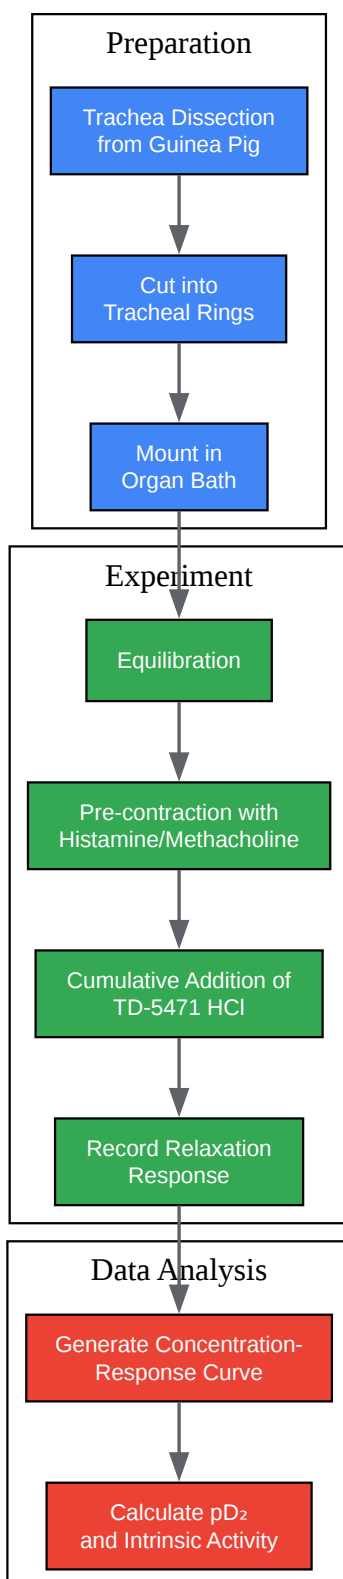 Preparation
Trachea Dissection
from Guinea Pig
Cut into
Tracheal Rings
Mount in
Organ Bath
Experiment
Equilibration
Pre-contraction with
Histamine/Methacholine
Cumulative Addition of
TD-5471 HCl
Record Relaxation
Response
Data Analysis
Generate Concentration-
Response Curve
Calculate pD₂
and Intrinsic Activity